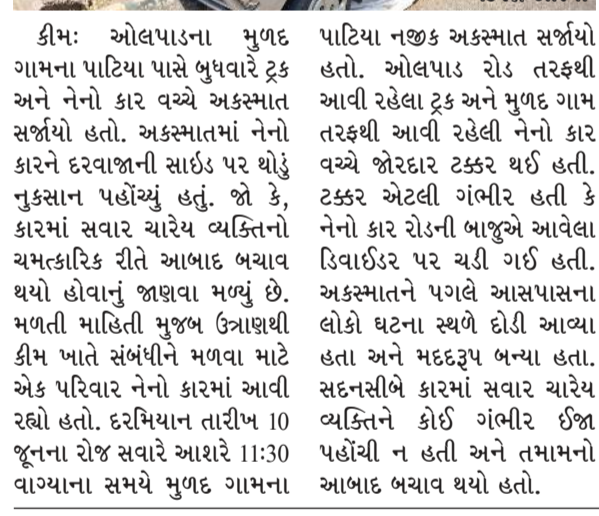 કીમઃ ઓલપાડના મુળદ
ગામના પાટિયા પાસે બુધવારે ટ્રક
અને નેનો કાર વચ્ચે અકસ્માત
સર્જાયો હતો. અકસ્માતમાં નેનો
કારને દરવાજાની સાઇડ પર થોડું
નુકસાન પહોંચ્યું હતું. જો કે,
કારમાં સવાર ચારેય વ્યક્તિનો
ચમત્કારિક રીતે આબાદ બચાવ
થયો હોવાનું જાણવા મળ્યું છે.
મળતી માહિતી મુજબ ઉત્રાણથી
કીમ ખાતે સંબંધીને મળવા માટે
એક પરિવાર નેનો કારમાં આવી
રહ્યો હતો. દરમિયાન તારીખ 10
જૂનના રોજ સવારે આશરે 11:30
વાગ્યાના સમયે મુળદ ગામના
પાટિયા નજીક અકસ્માત સર્જાયો
હતો. ઓલપાડ રોડ તરફથી
આવી રહેલા ટ્રક અને મુળદ ગામ
તરફથી આવી રહેલી નેનો કાર
વચ્ચે જોરદાર ટક્કર થઈ હતી.
ટક્કર એટલી ગંભીર હતી કે
નેનો કાર રોડની બાજુએ આવેલા
ડિવાઈડર પર ચડી ગઈ હતી.
અકસ્માતને પગલે આસપાસના
લોકો ઘટના સ્થળે દોડી આવ્યા
હતા અને મદદરૂપ બન્યા હતા.
સદનસીબે કારમાં સવાર ચારેય
વ્યક્તિને કોઈ ગંભીર ઈજા
પહોંચી ન હતી અને તમામનો
આબાદ બચાવ થયો હતો.